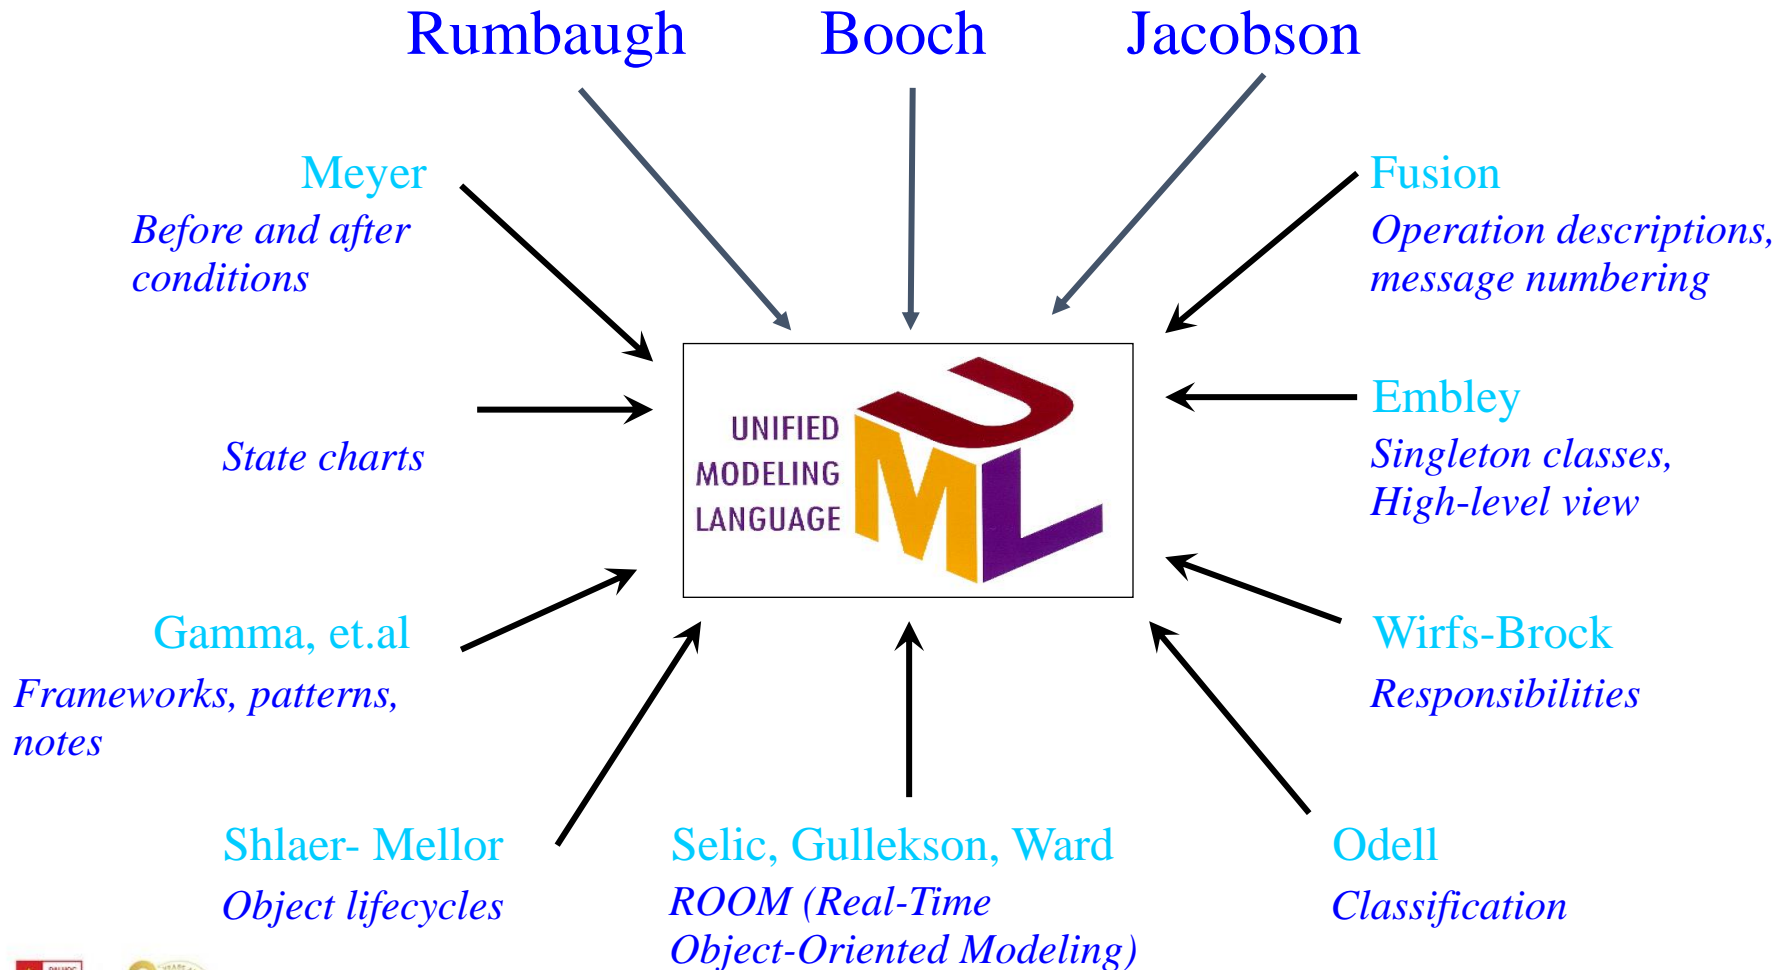 Rumbaugh Booch Jacobson
Meyer
Before and after
conditions
Fusion
Operation descriptions,
message numbering
State charts
UNIFIED
MODELING
LANGUAGE
UML
Embley
Singleton classes,
High-level view
Gamma, et.al
Frameworks, patterns,
notes
Wirfs-Brock
Responsibilities
Shlaer- Mellor
Object lifecycles
Selic, Gullekson, Ward
ROOM (Real-Time
Object-Oriented Modeling)
Odell
Classification